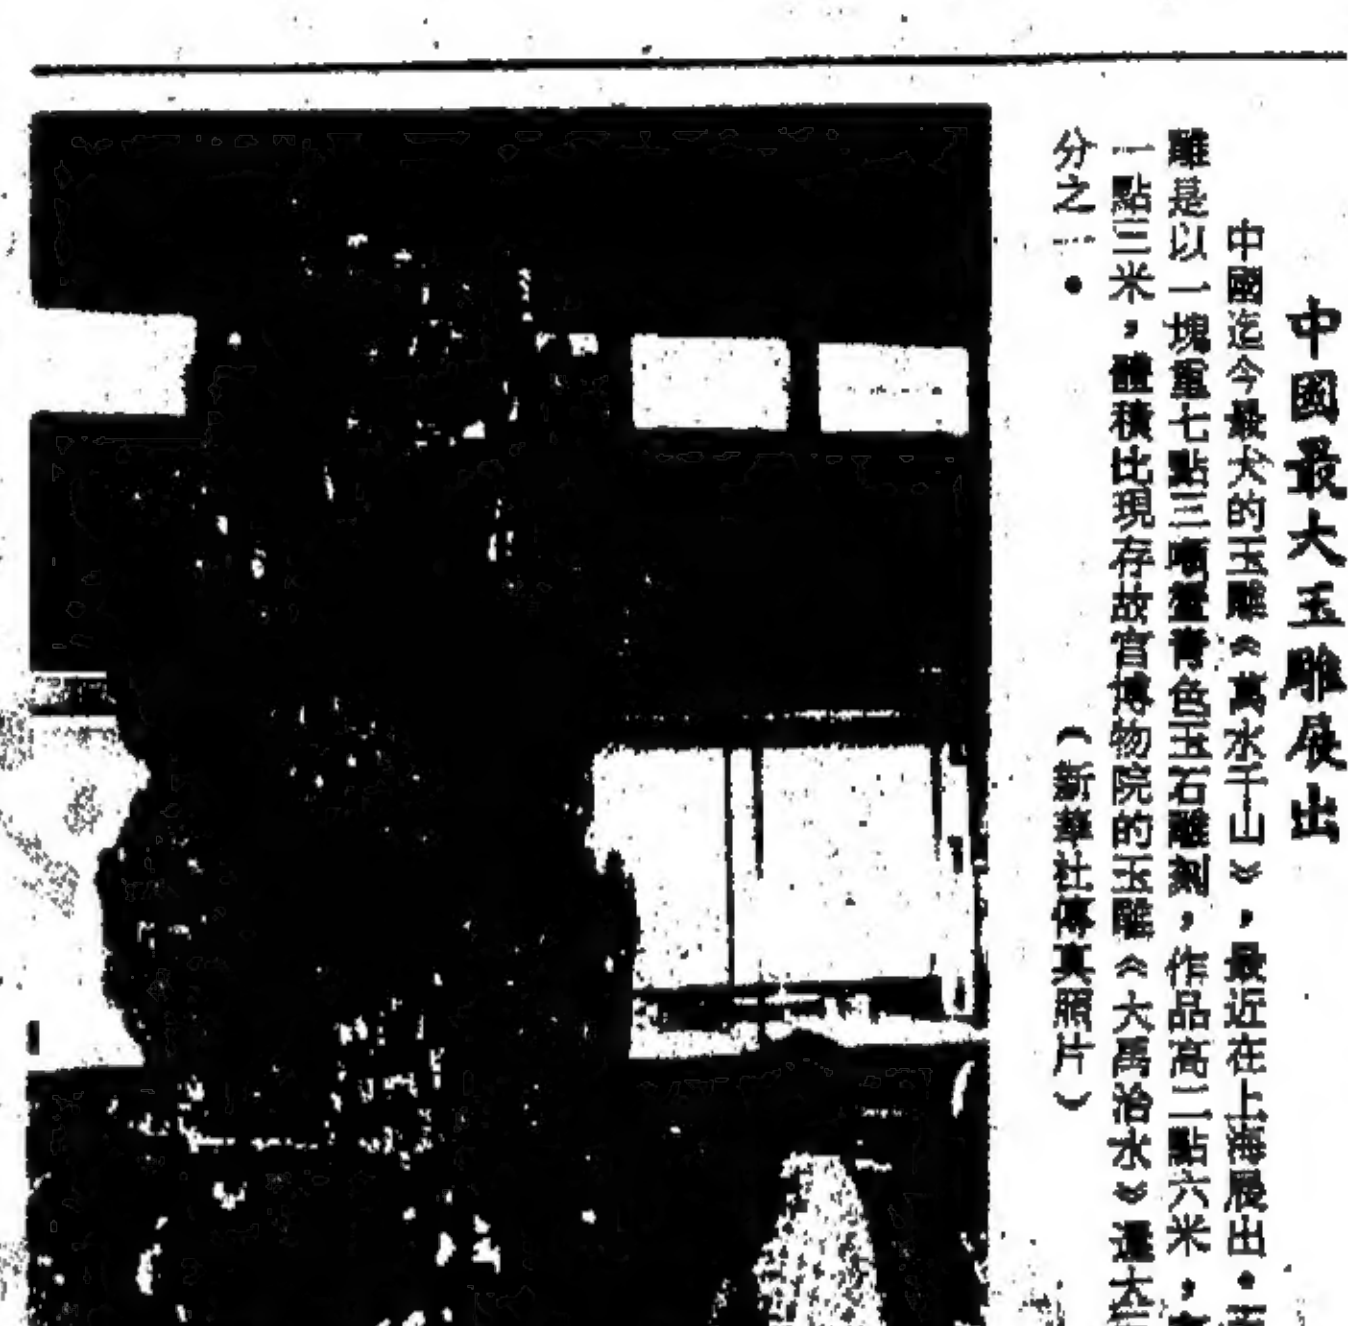 中國最大玉雕展出
中國迄今最大的玉雕《萬水千山》，最近在上海展出。玉
雕是以一塊重七點三噸重青色玉石雕刻，作品高二點六米，
一點三米，體積比現存故宮博物院的玉雕《大禹治水》還大
分之一。
（新華社傳真照片）